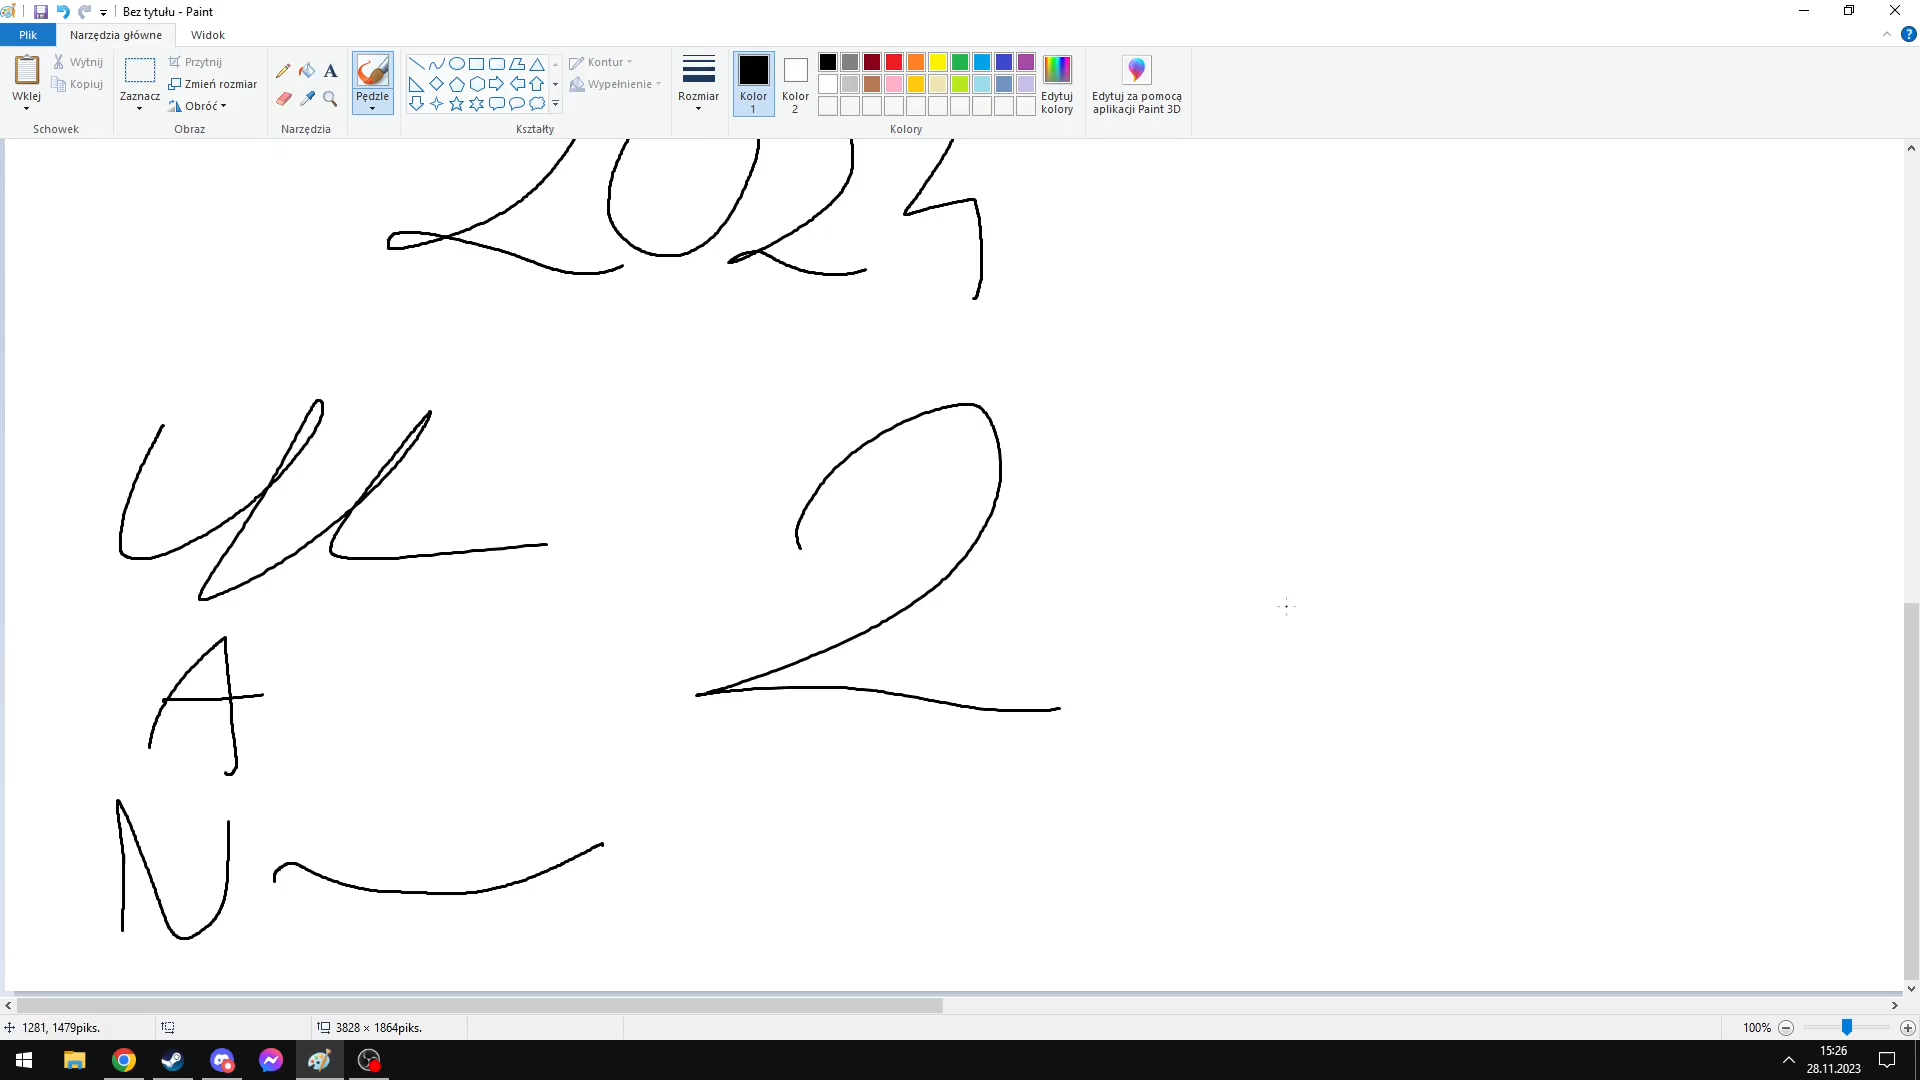 Bez tytułu - Paint
Plik Narzędzia główne Widok
Wklej
Wytnij
Kopiuj
Schowek
Zaznacz
Przytnij
Zmień rozmiar
Obróć
Obraz
A
Narzędzia
Pędzle
Kontur
Wypełnienie
Kształty
Rozmiar
Kolor 1
Kolor 2
Edytuj kolory
Kolory
Edytuj za pomocą aplikacji Paint 3D
2024
2
A
N
1281, 1479piks.
3828 × 1864piks.
100%
15:26
28.11.2023